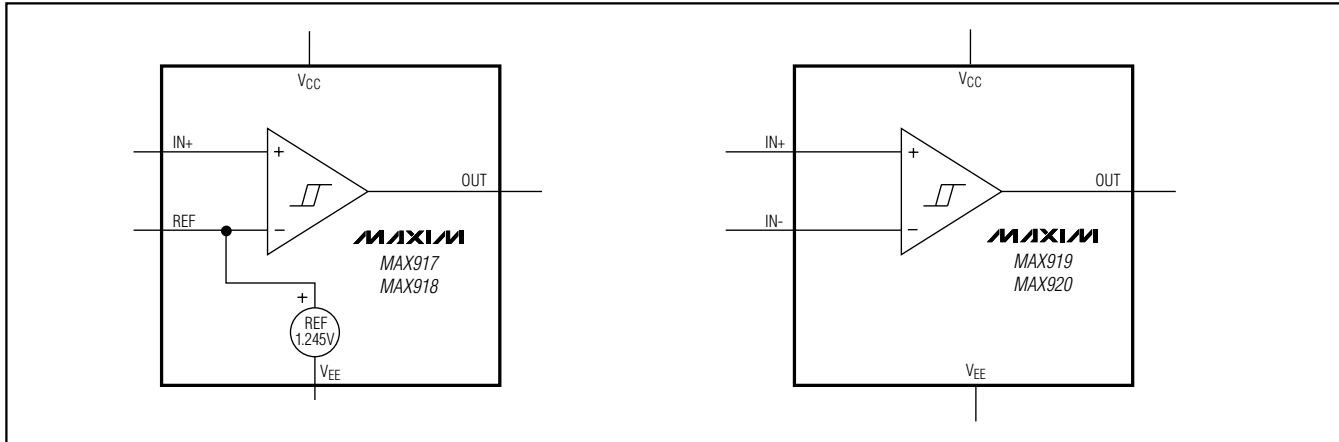 VCC
IN+
+
OUT
REF
−
MAXIM
MAX917
MAX918
+
REF
1.245V
VEE
VCC
IN+
+
OUT
IN-
−
MAXIM
MAX919
MAX920
VEE